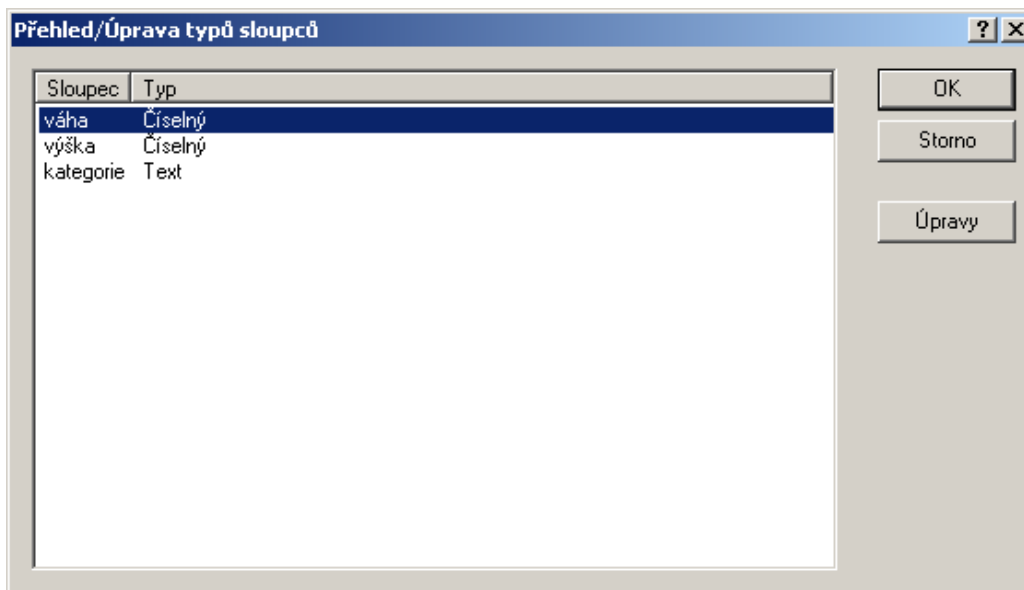 Přehled/Úprava typů sloupců
Sloupec Typ
váha Číselný
výška Číselný
kategorie Text
OK
Storno
Úpravy